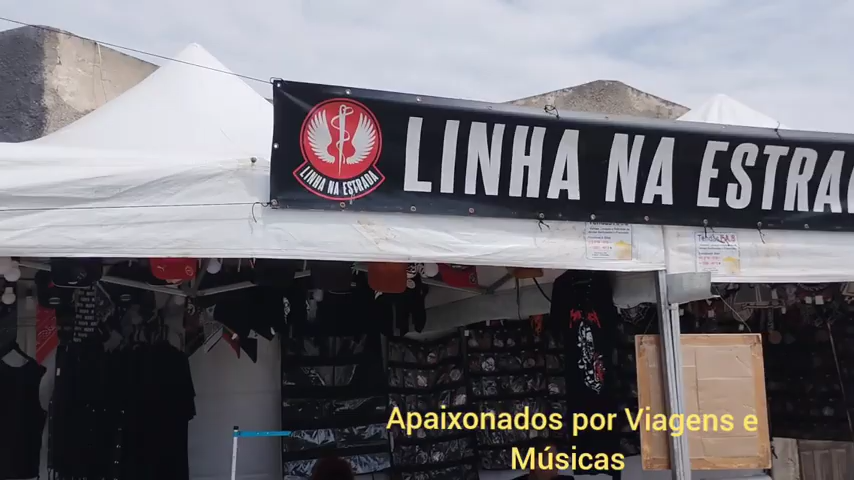 LINHA NA ESTRA
LINHA NA ESTRADA
Apaixonados por Viagens e
Músicas